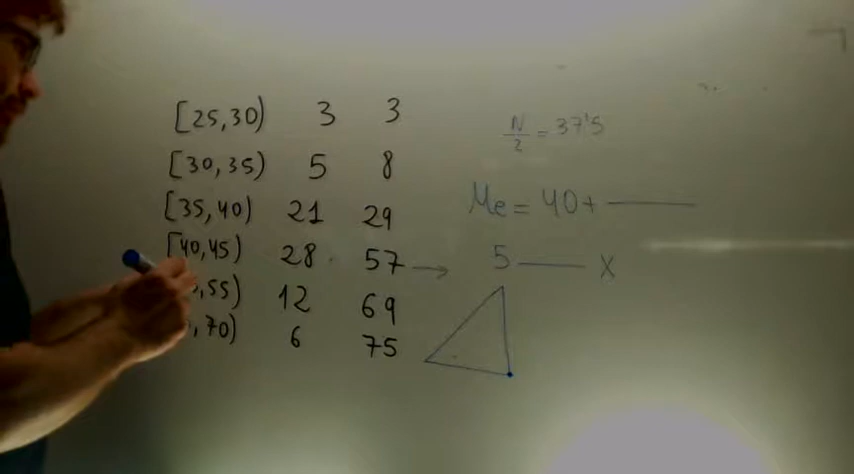 [25,30) 3 3
[30,35) 5 8
[35,40) 21 29
[40,45) 28 57
,55) 12 69
, 70) 6 75
N/2 = 37'5
Me = 40+
5 x